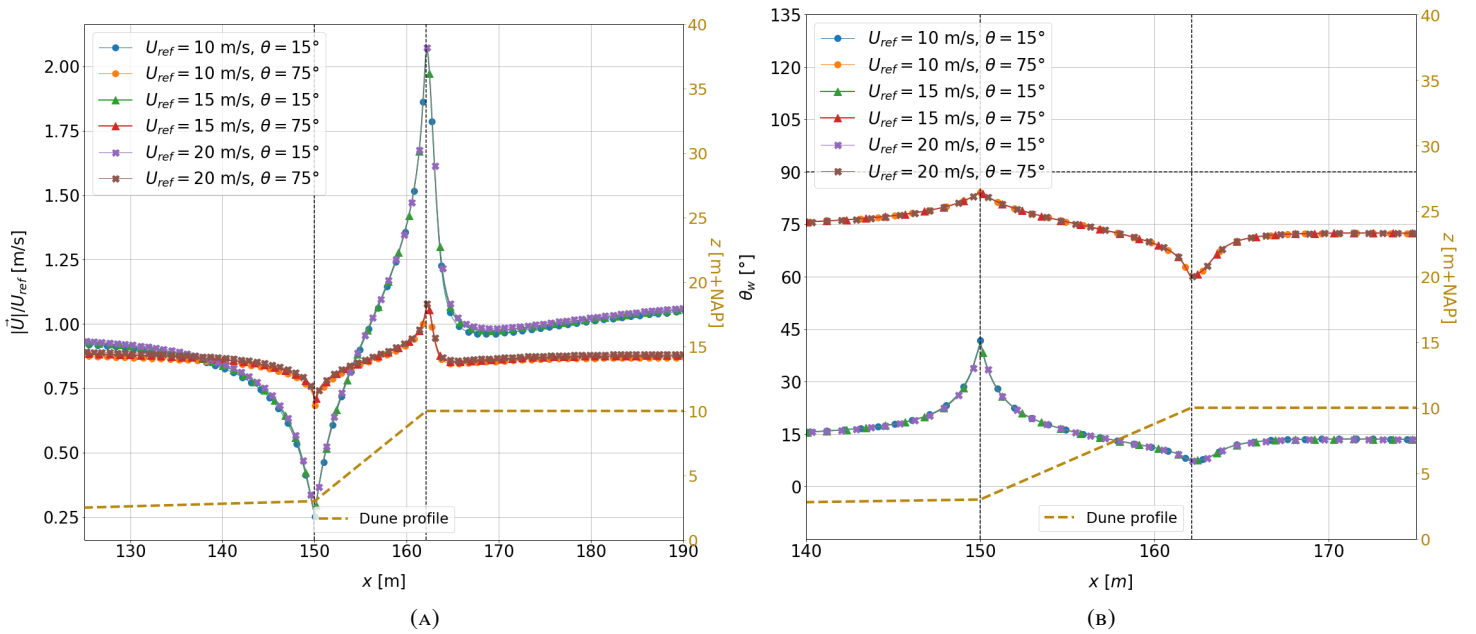 U_ref = 10 m/s, θ = 15°
U_ref = 10 m/s, θ = 75°
U_ref = 15 m/s, θ = 15°
U_ref = 15 m/s, θ = 75°
U_ref = 20 m/s, θ = 15°
U_ref = 20 m/s, θ = 75°
2.00
1.75
1.50
1.25
1.00
0.75
0.50
0.25
|U⃗|/U_ref [m/s]
40
35
30
25
20
15
10
5
0
z [m+NAP]
Dune profile
130 140 150 160 170 180 190
x [m]
(A)
U_ref = 10 m/s, θ = 15°
U_ref = 10 m/s, θ = 75°
U_ref = 15 m/s, θ = 15°
U_ref = 15 m/s, θ = 75°
U_ref = 20 m/s, θ = 15°
U_ref = 20 m/s, θ = 75°
135
120
105
90
75
60
45
30
15
0
θ_w [°]
40
35
30
25
20
15
10
5
0
z [m+NAP]
Dune profile
140 150 160 170
x [m]
(B)